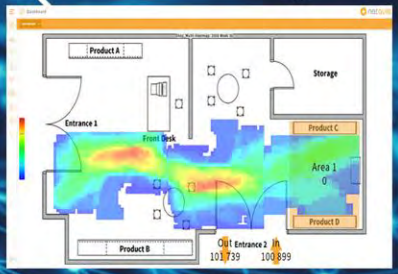 Dashboard
Product A
Storage
Entrance 1
Front Desk
Product C
Area 1
0
Product D
Product B
Out Entrance 2 In
101 739 100 899